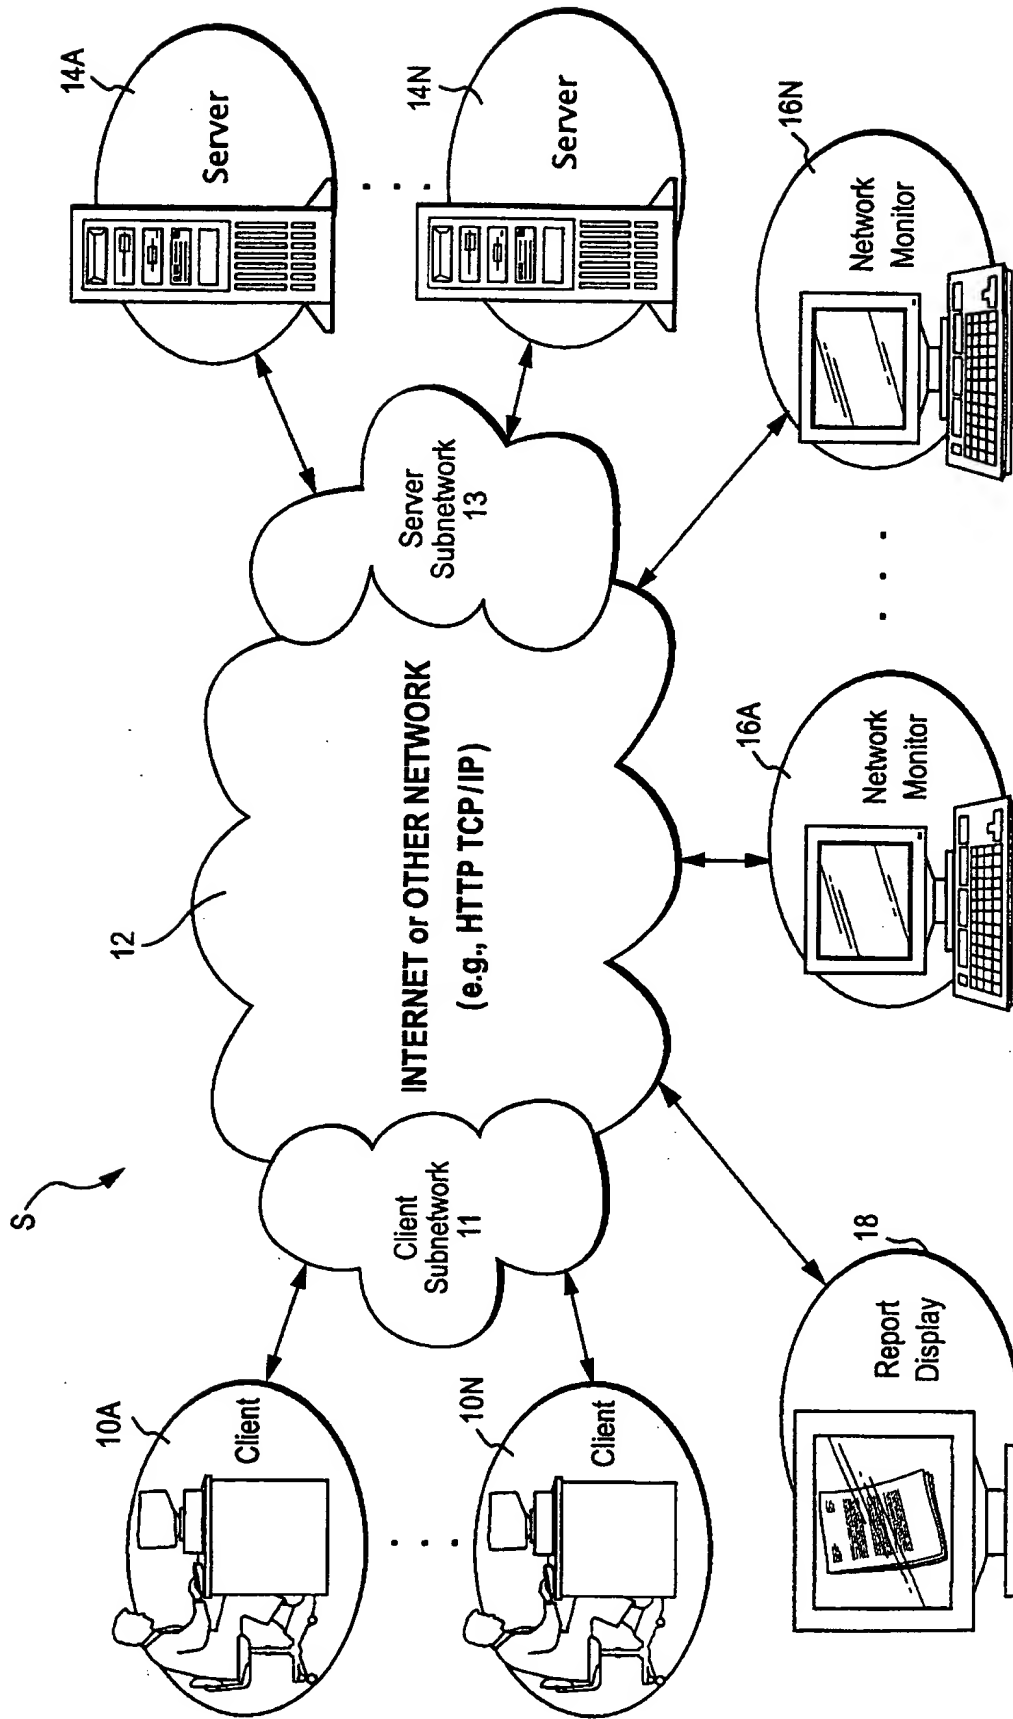 S
12
10A
Client
10N
Client
Client
Subnetwork
11
INTERNET or OTHER NETWORK
(e.g., HTTP TCP/IP)
Server
Subnetwork
13
14A
Server
14N
Server
18
Report
Display
16A
Network
Monitor
16N
Network
Monitor